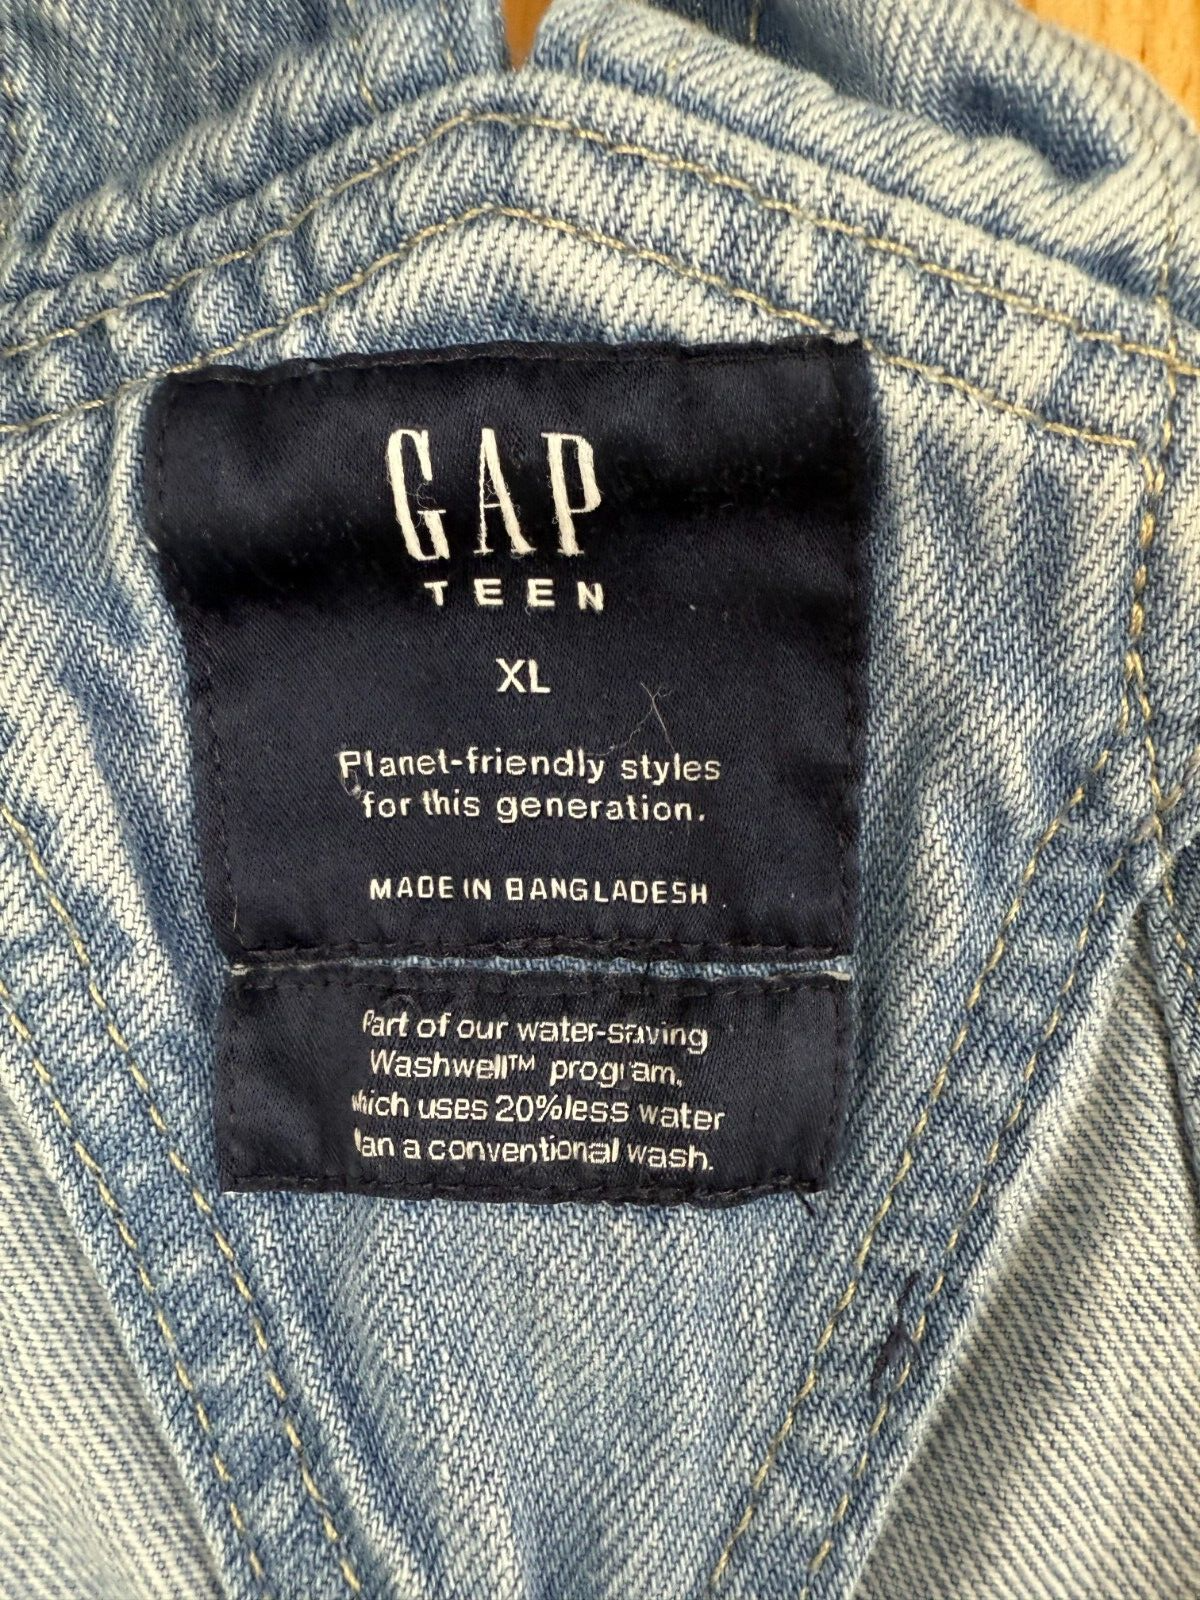 GAP
TEEN
XL
Planet-friendly styles
for this generation.
MADE IN BANGLADESH
Part of our water-saving
Washwell™ program,
which uses 20% less water
than a conventional wash.